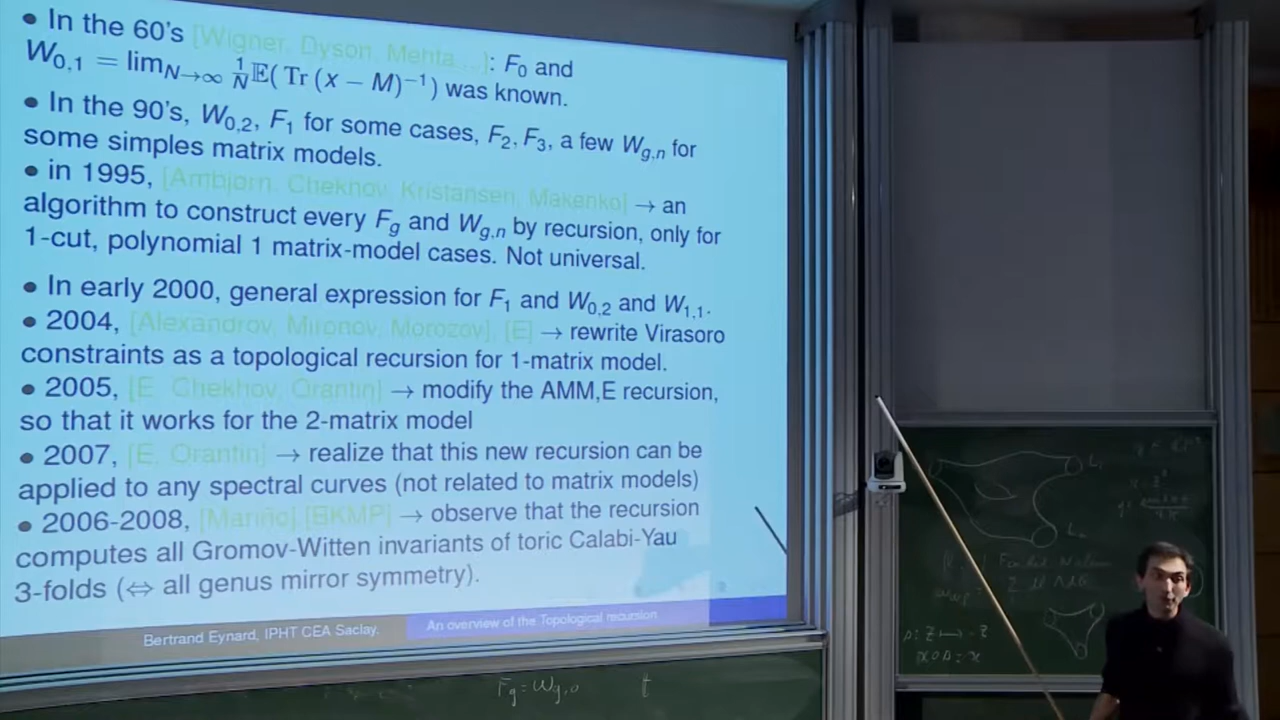 • In the 60's [Wigner, Dyson, Mehta...]: F₀ and
W₀,₁ = lim_{N→∞} 1/N 𝔼(Tr (x − M)⁻¹) was known.
• In the 90's, W₀,₂, F₁ for some cases, F₂, F₃, a few W_{g,n} for
some simples matrix models.
• in 1995, [Ambjorn, Chekhov, Kristansen, Makenko] → an
algorithm to construct every F_g and W_{g,n} by recursion, only for
1-cut, polynomial 1 matrix-model cases. Not universal.
• In early 2000, general expression for F₁ and W₀,₂ and W₁,₁.
• 2004, [Alexandrov, Mironov, Morozov], [E] → rewrite Virasoro
constraints as a topological recursion for 1-matrix model.
• 2005, [E, Chekhov, Orantin] → modify the AMM,E recursion,
so that it works for the 2-matrix model
• 2007, [E, Orantin] → realize that this new recursion can be
applied to any spectral curves (not related to matrix models)
• 2006-2008, [Mariño], [BKMP] → observe that the recursion
computes all Gromov-Witten invariants of toric Calabi-Yau
3-folds (⇔ all genus mirror symmetry).
Bertrand Eynard, IPHT CEA Saclay. An overview of the Topological recursion
F_g = W_{g,0} t
L₁
s: Z ↦ -Z
x∘s = x